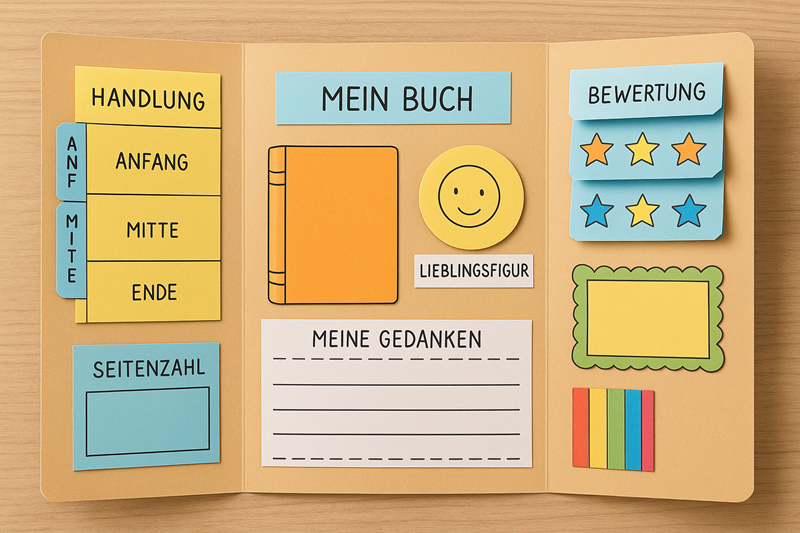 HANDLUNG
ANF
ANFANG
MITTE
MITE
ENDE
SEITENZAHL
MEIN BUCH
LIEBLINGSFIGUR
MEINE GEDANKEN
BEWERTUNG